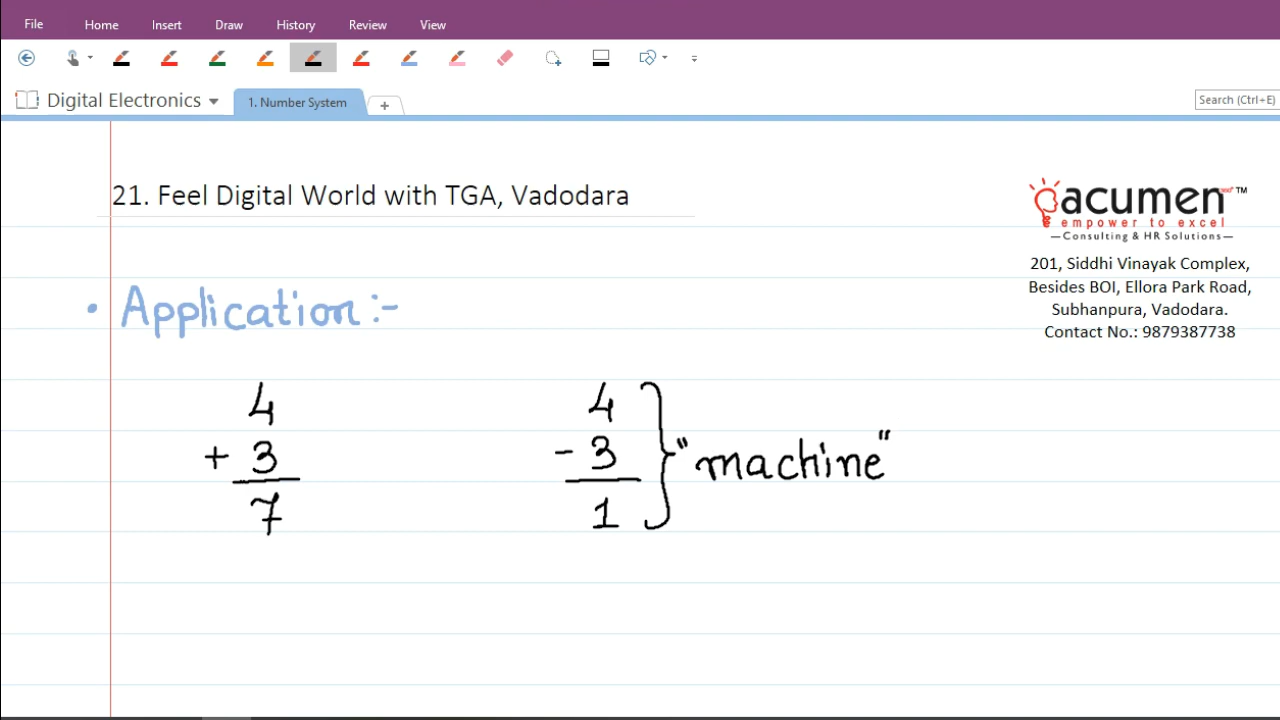 File Home Insert Draw History Review View
Digital Electronics 1. Number System + Search (Ctrl+E)
21. Feel Digital World with TGA, Vadodara
acumen™
empower to excel
—Consulting & HR Solutions—
201, Siddhi Vinayak Complex,
Besides BOI, Ellora Park Road,
Subhanpura, Vadodara.
Contact No.: 9879387738
• Application :-
4
+ 3
7
4
- 3
1
"machine"